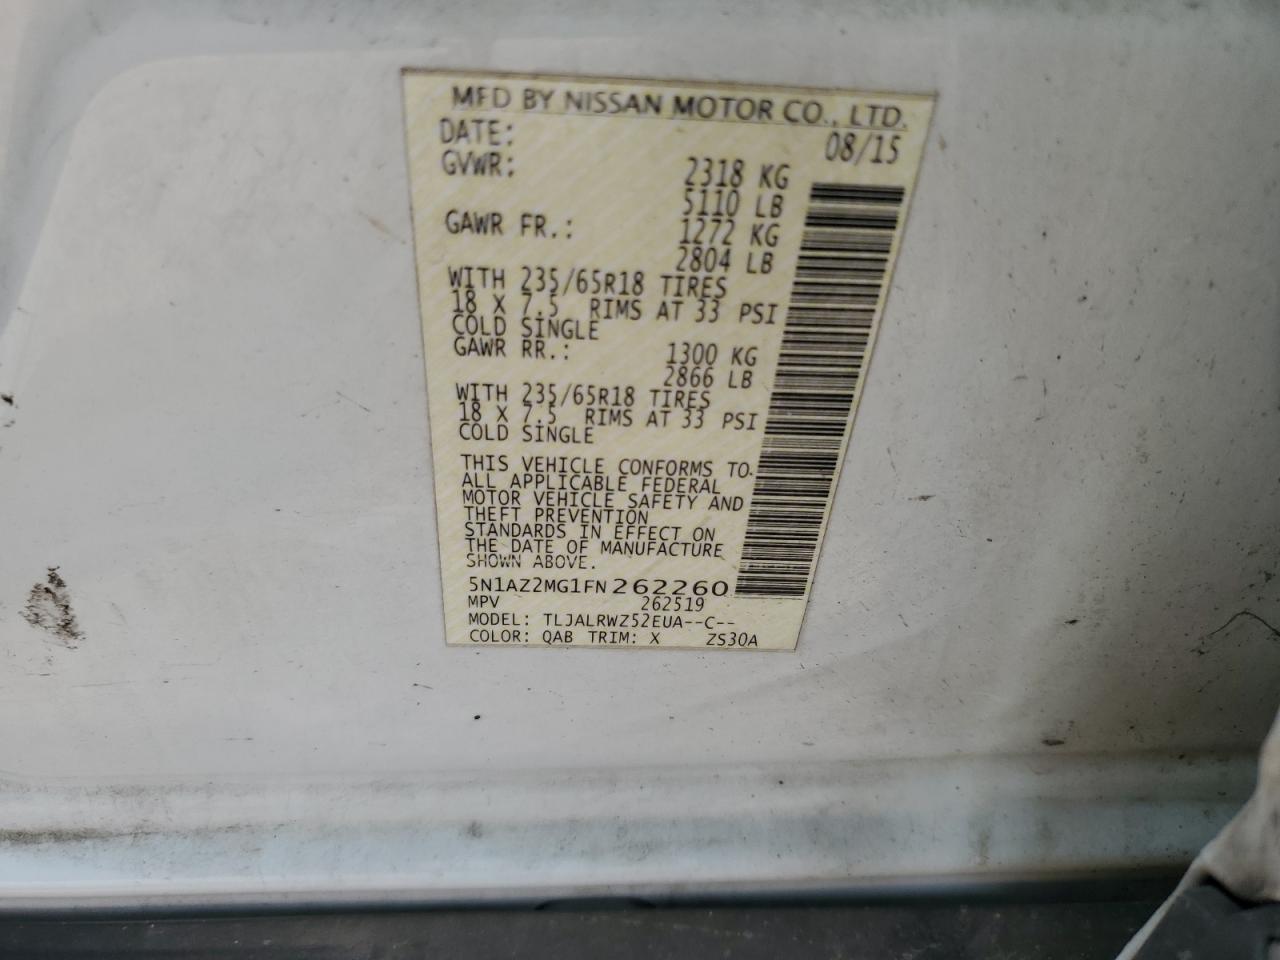 MFD BY NISSAN MOTOR CO., LTD.
DATE: 08/15
GVWR: 2318 KG
5110 LB
GAWR FR.: 1272 KG
2804 LB
WITH 235/65R18 TIRES
18 X 7.5 RIMS AT 33 PSI
COLD SINGLE
GAWR RR.: 1300 KG
2866 LB
WITH 235/65R18 TIRES
18 X 7.5 RIMS AT 33 PSI
COLD SINGLE
THIS VEHICLE CONFORMS TO
ALL APPLICABLE FEDERAL
MOTOR VEHICLE SAFETY AND
THEFT PREVENTION
STANDARDS IN EFFECT ON
THE DATE OF MANUFACTURE
SHOWN ABOVE.
5N1AZ2MG1FN262260
MPV 262519
MODEL: TLJALRWZ52EUA--C--
COLOR: QAB TRIM: X ZS30A